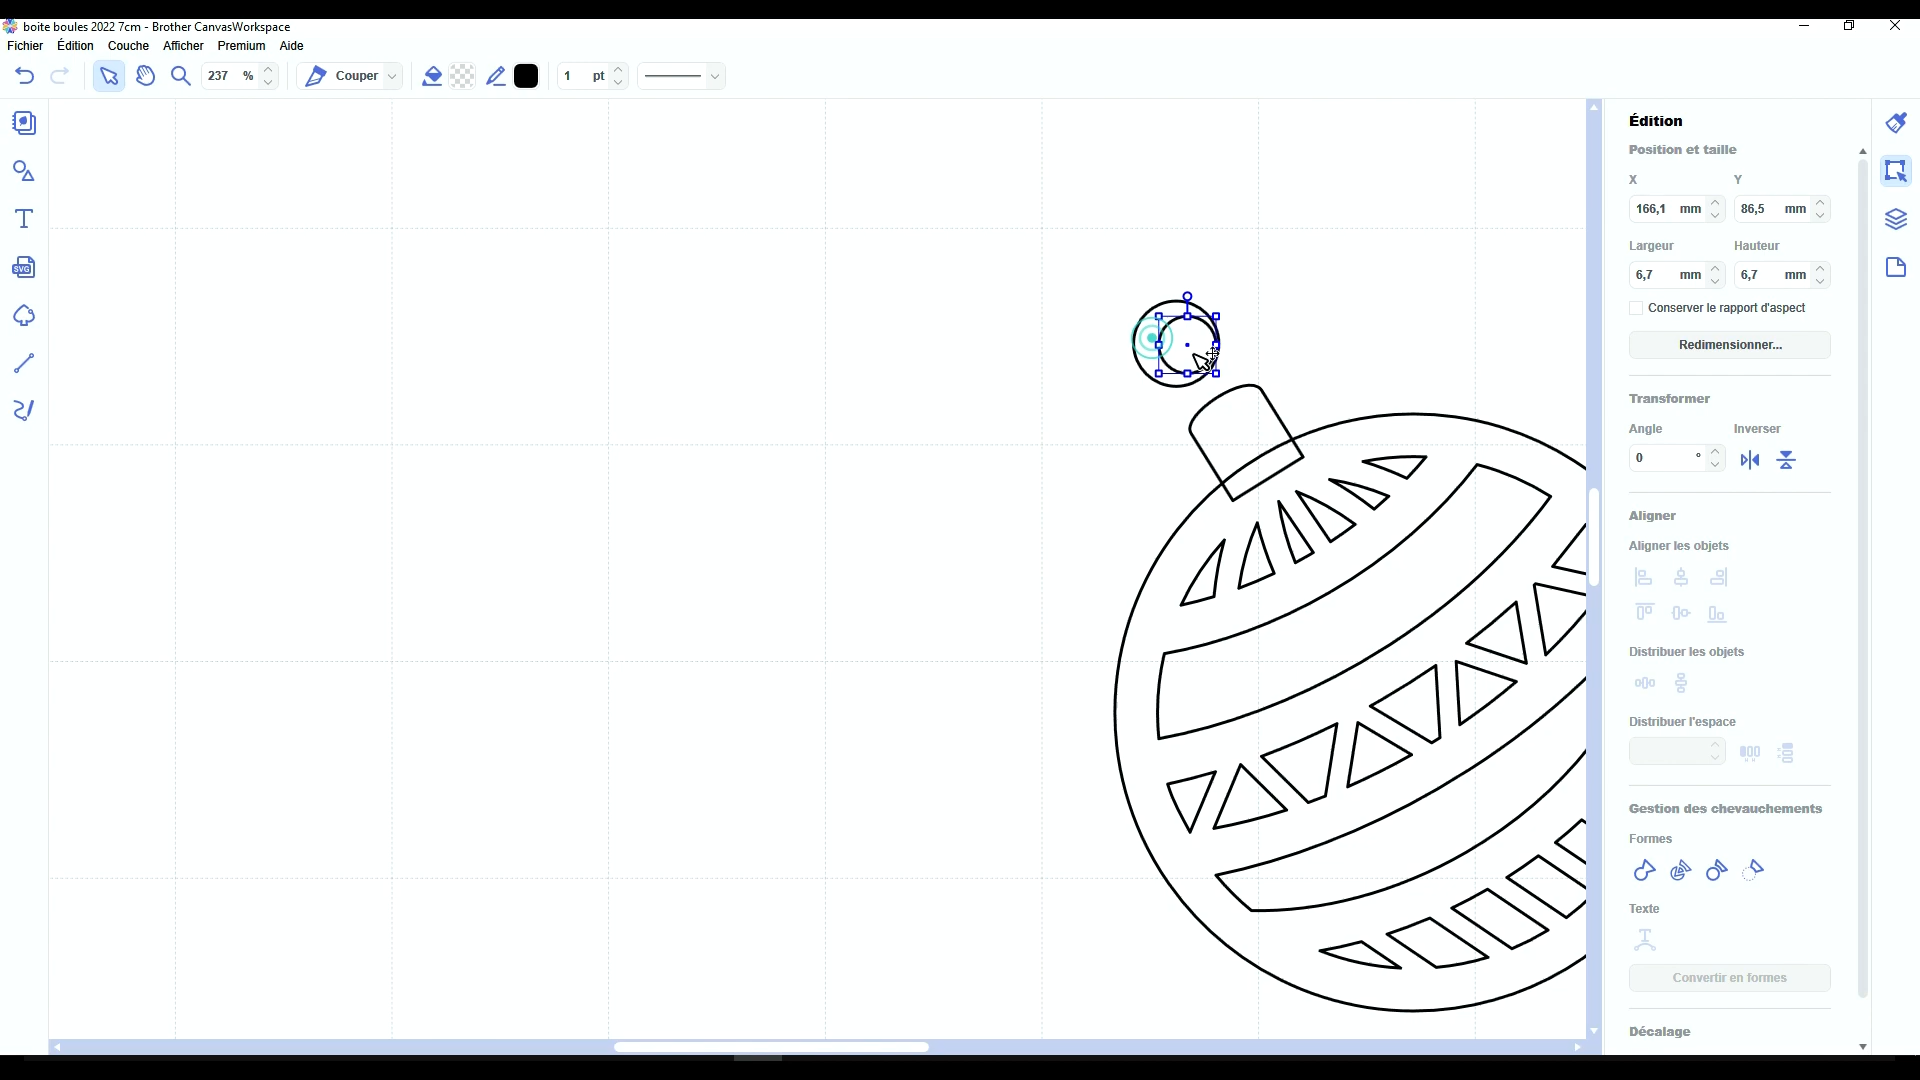 boite boules 2022 7cm - Brother CanvasWorkspace
Fichier Édition Couche Afficher Premium Aide
237 % Couper 1 pt
SVG
Édition
Position et taille
X Y
166,1 mm 86,5 mm
Largeur Hauteur
6,7 mm 6,7 mm
Conserver le rapport d'aspect
Redimensionner...
Transformer
Angle Inverser
0 °
Aligner
Aligner les objets
Distribuer les objets
Distribuer l'espace
Gestion des chevauchements
Formes
Texte
Convertir en formes
Décalage